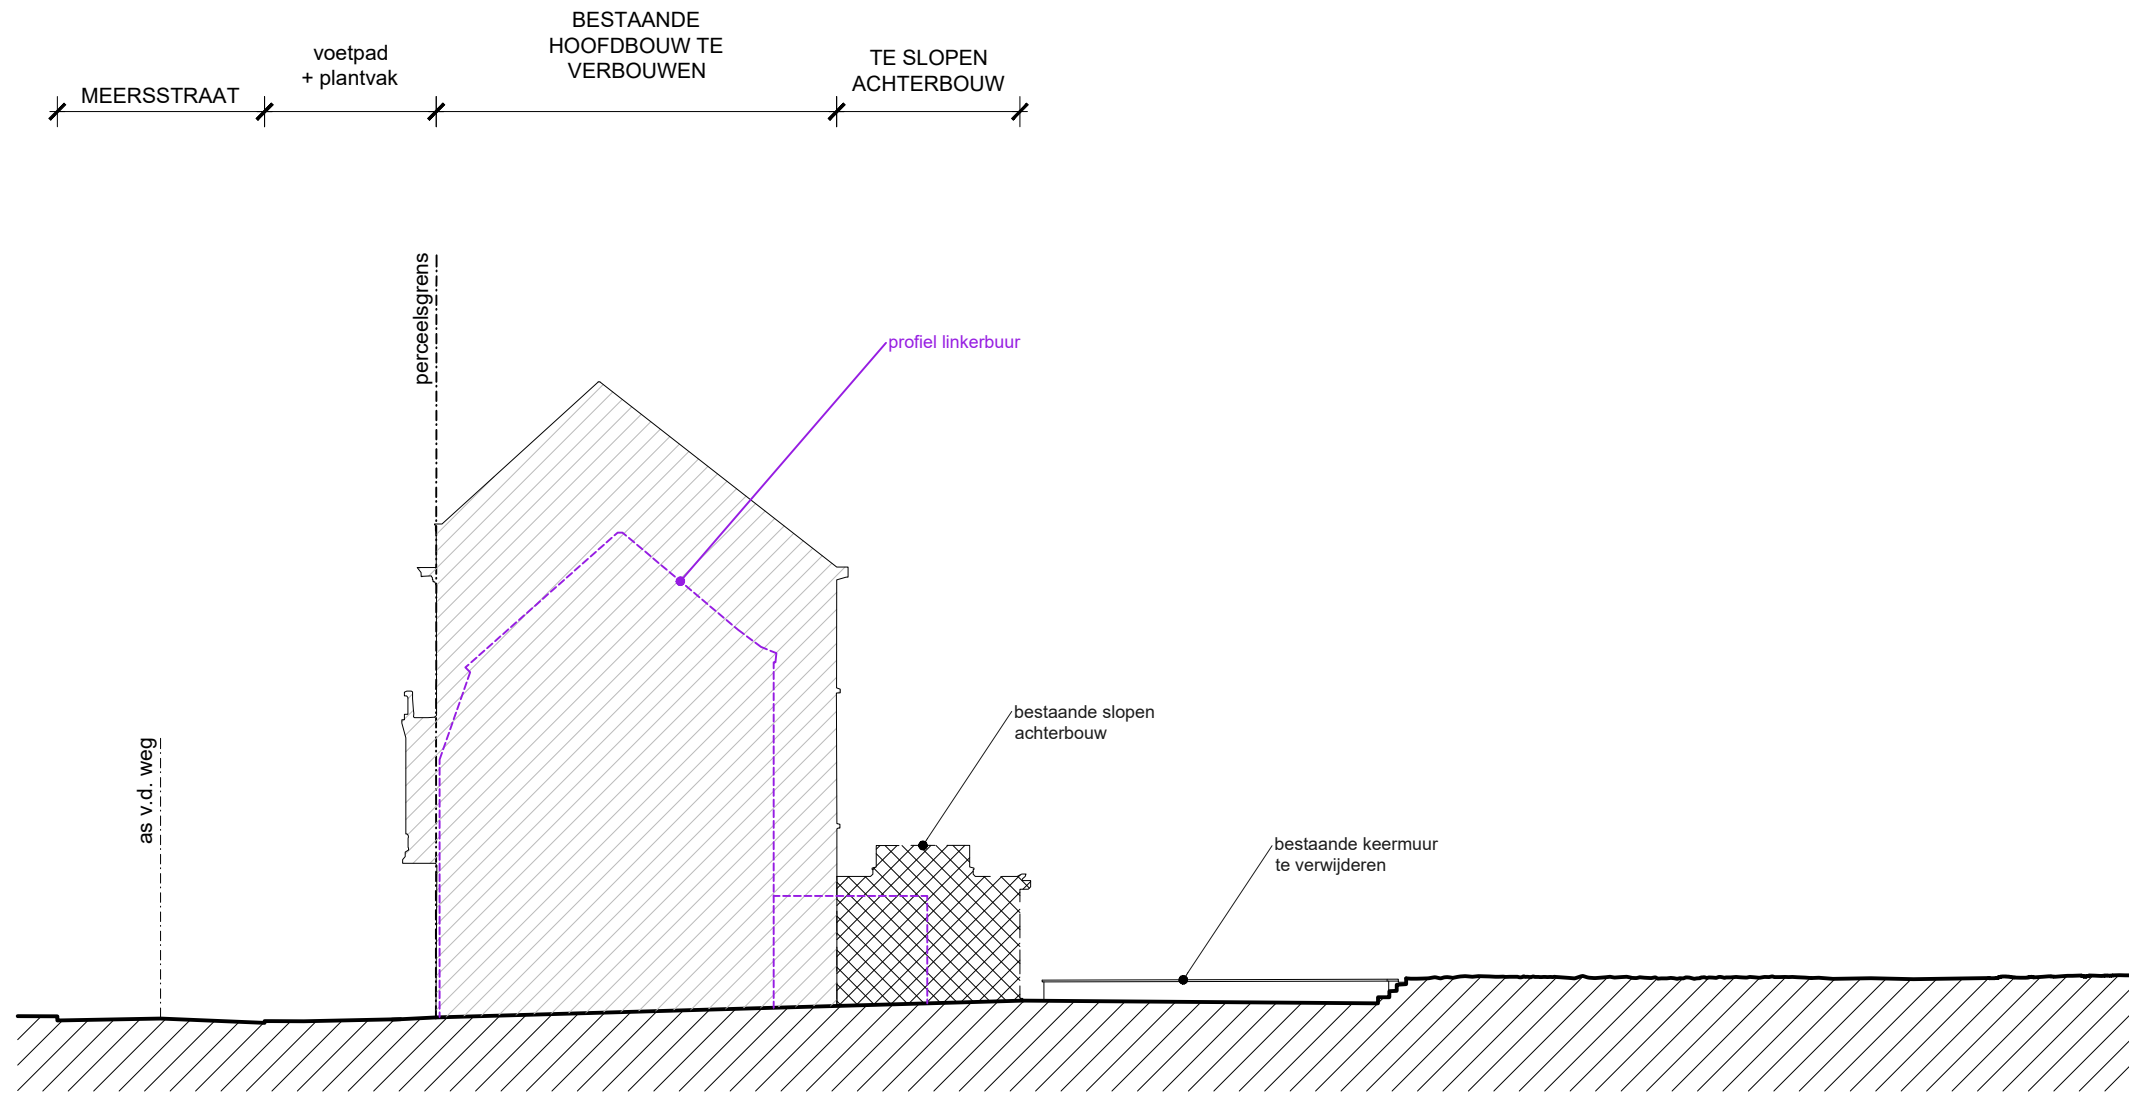 MEERSSTRAAT
voetpad
+ plantvak
BESTAANDE
HOOFDBOUW TE
VERBOUWEN
TE SLOPEN
ACHTERBOUW
perceelsgrens
profiel linkerbuur
as v.d. weg
bestaande slopen
achterbouw
bestaande keermuur
te verwijderen